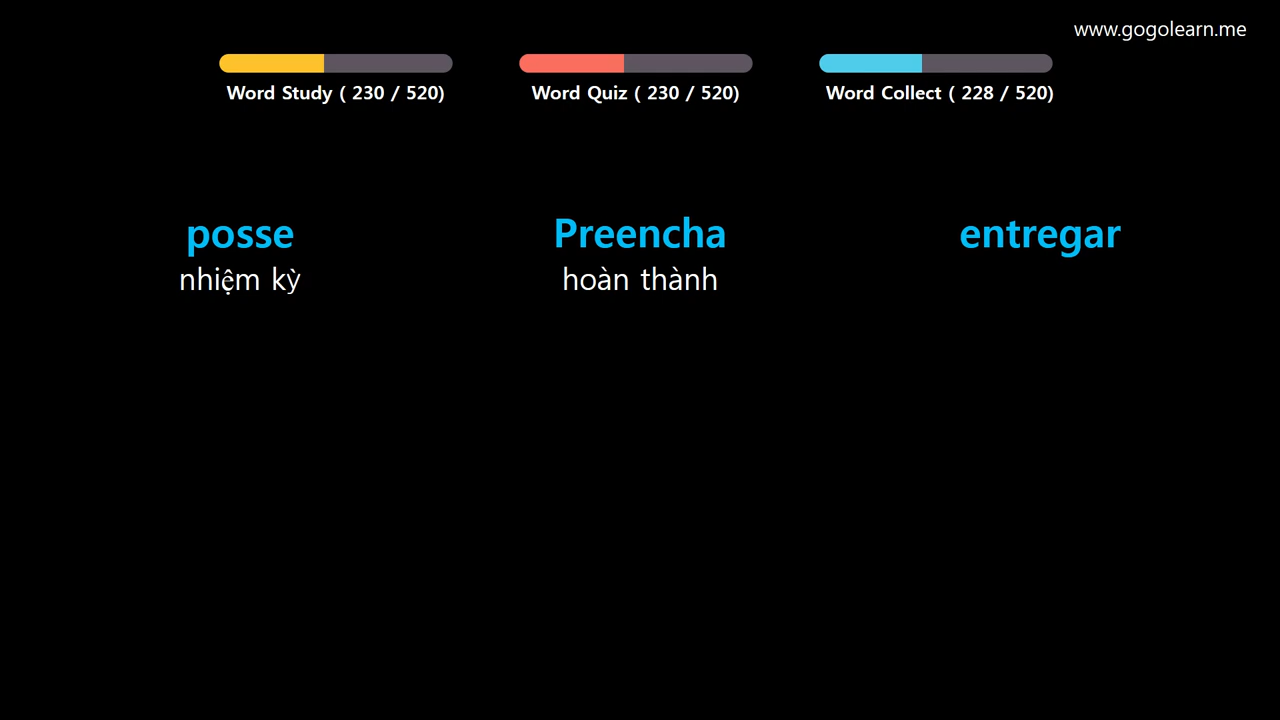 www.gogolearn.me
Word Study ( 230 / 520)
Word Quiz ( 230 / 520)
Word Collect ( 228 / 520)
posse
nhiệm kỳ
Preencha
hoàn thành
entregar